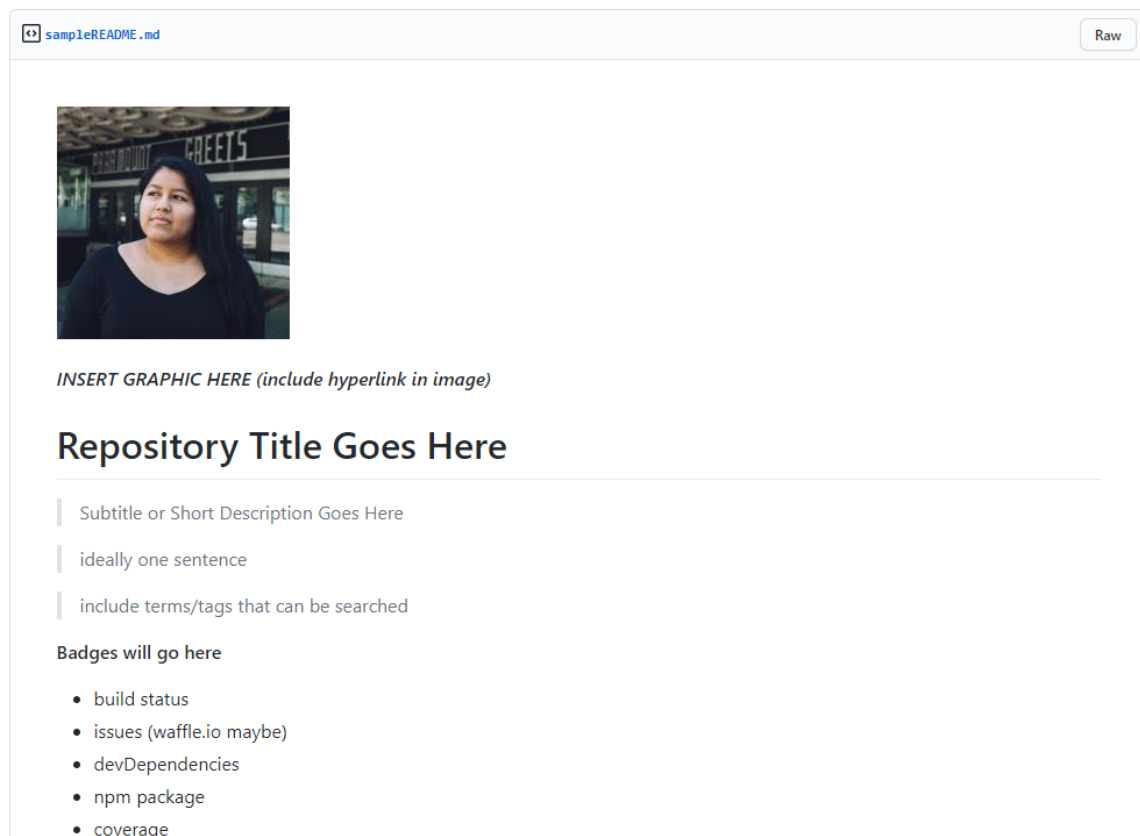 sampleREADME.md
Raw
PARAMOUNT GREETS
INSERT GRAPHIC HERE (include hyperlink in image)
Repository Title Goes Here
Subtitle or Short Description Goes Here
ideally one sentence
include terms/tags that can be searched
Badges will go here
build status
issues (waffle.io maybe)
devDependencies
npm package
coverage